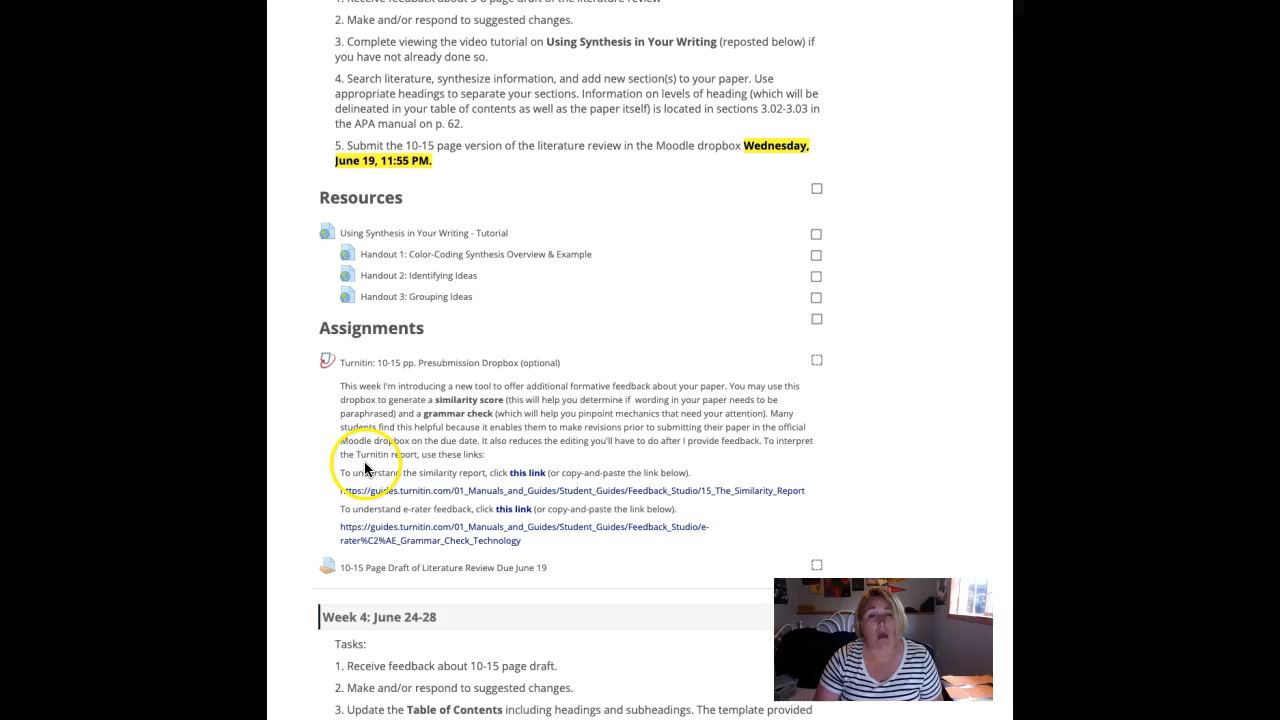 1. Receive feedback about 5-6 page draft of the literature review
2. Make and/or respond to suggested changes.
3. Complete viewing the video tutorial on Using Synthesis in Your Writing (reposted below) if
you have not already done so.
4. Search literature, synthesize information, and add new section(s) to your paper. Use
appropriate headings to separate your sections. Information on levels of heading (which will be
delineated in your table of contents as well as the paper itself) is located in sections 3.02-3.03 in
the APA manual on p. 62.
5. Submit the 10-15 page version of the literature review in the Moodle dropbox Wednesday,
June 19, 11:55 PM.
Resources
Using Synthesis in Your Writing - Tutorial
Handout 1: Color-Coding Synthesis Overview & Example
Handout 2: Identifying Ideas
Handout 3: Grouping Ideas
Assignments
Turnitin: 10-15 pp. Presubmission Dropbox (optional)
This week I'm introducing a new tool to offer additional formative feedback about your paper. You may use this
dropbox to generate a similarity score (this will help you determine if wording in your paper needs to be
paraphrased) and a grammar check (which will help you pinpoint mechanics that need your attention). Many
students find this helpful because it enables them to make revisions prior to submitting their paper in the official
Moodle dropbox on the due date. It also reduces the editing you'll have to do after I provide feedback. To interpret
the Turnitin report, use these links:
To understand the similarity report, click this link (or copy-and-paste the link below).
https://guides.turnitin.com/01_Manuals_and_Guides/Student_Guides/Feedback_Studio/15_The_Similarity_Report
To understand e-rater feedback, click this link (or copy-and-paste the link below).
https://guides.turnitin.com/01_Manuals_and_Guides/Student_Guides/Feedback_Studio/e-
rater%C2%AE_Grammar_Check_Technology
10-15 Page Draft of Literature Review Due June 19
Week 4: June 24-28
Tasks:
1. Receive feedback about 10-15 page draft.
2. Make and/or respond to suggested changes.
3. Update the Table of Contents including headings and subheadings. The template provided